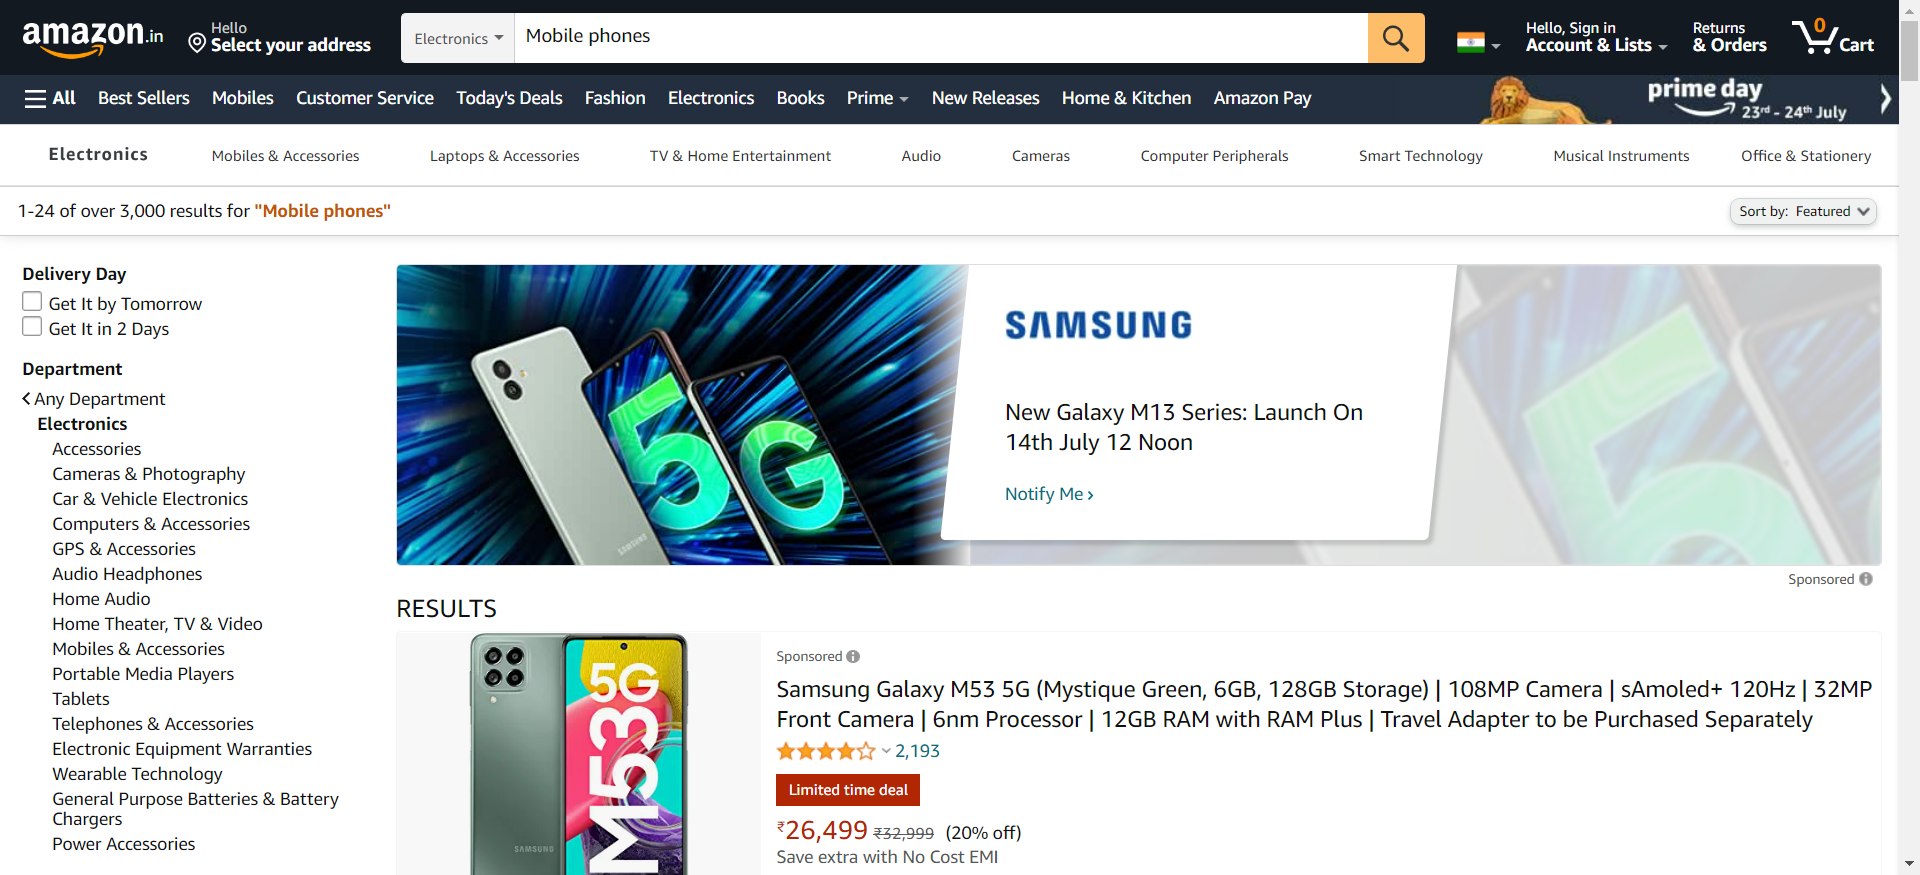 amazon.in
Hello
Select your address
Electronics
Mobile phones
Hello, Sign in
Account & Lists
Returns
& Orders
0
Cart
All
Best Sellers
Mobiles
Customer Service
Today's Deals
Fashion
Electronics
Books
Prime
New Releases
Home & Kitchen
Amazon Pay
prime day
23rd - 24th July
Electronics
Mobiles & Accessories
Laptops & Accessories
TV & Home Entertainment
Audio
Cameras
Computer Peripherals
Smart Technology
Musical Instruments
Office & Stationery
1-24 of over 3,000 results for "Mobile phones"
Sort by: Featured
Delivery Day
Get It by Tomorrow
Get It in 2 Days
Department
Any Department
Electronics
Accessories
Cameras & Photography
Car & Vehicle Electronics
Computers & Accessories
GPS & Accessories
Audio Headphones
Home Audio
Home Theater, TV & Video
Mobiles & Accessories
Portable Media Players
Tablets
Telephones & Accessories
Electronic Equipment Warranties
Wearable Technology
General Purpose Batteries & Battery
Chargers
Power Accessories
5G
SAMSUNG
SAMSUNG
New Galaxy M13 Series: Launch On
14th July 12 Noon
Notify Me ›
5
Sponsored
RESULTS
5G
M53
SAMSUNG
Sponsored
Samsung Galaxy M53 5G (Mystique Green, 6GB, 128GB Storage) | 108MP Camera | sAmoled+ 120Hz | 32MP
Front Camera | 6nm Processor | 12GB RAM with RAM Plus | Travel Adapter to be Purchased Separately
2,193
Limited time deal
₹26,499 ₹32,999 (20% off)
Save extra with No Cost EMI